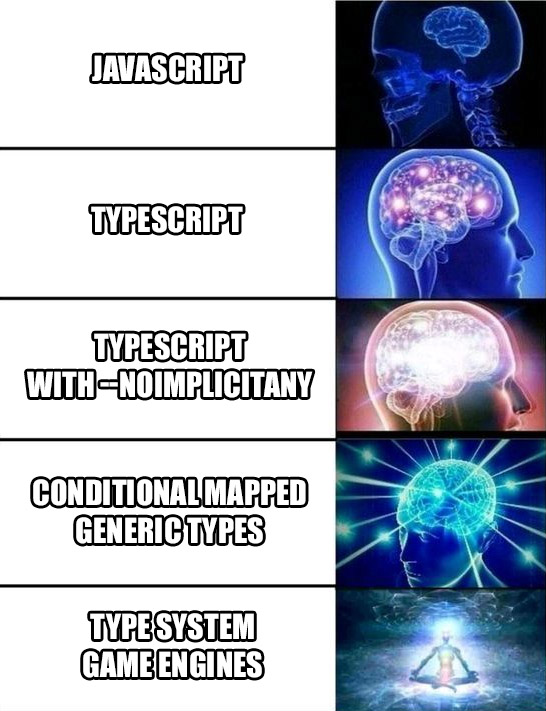 JAVASCRIPT
TYPESCRIPT
TYPESCRIPT
WITH --NOIMPLICITANY
CONDITIONAL MAPPED
GENERIC TYPES
TYPE SYSTEM
GAME ENGINES